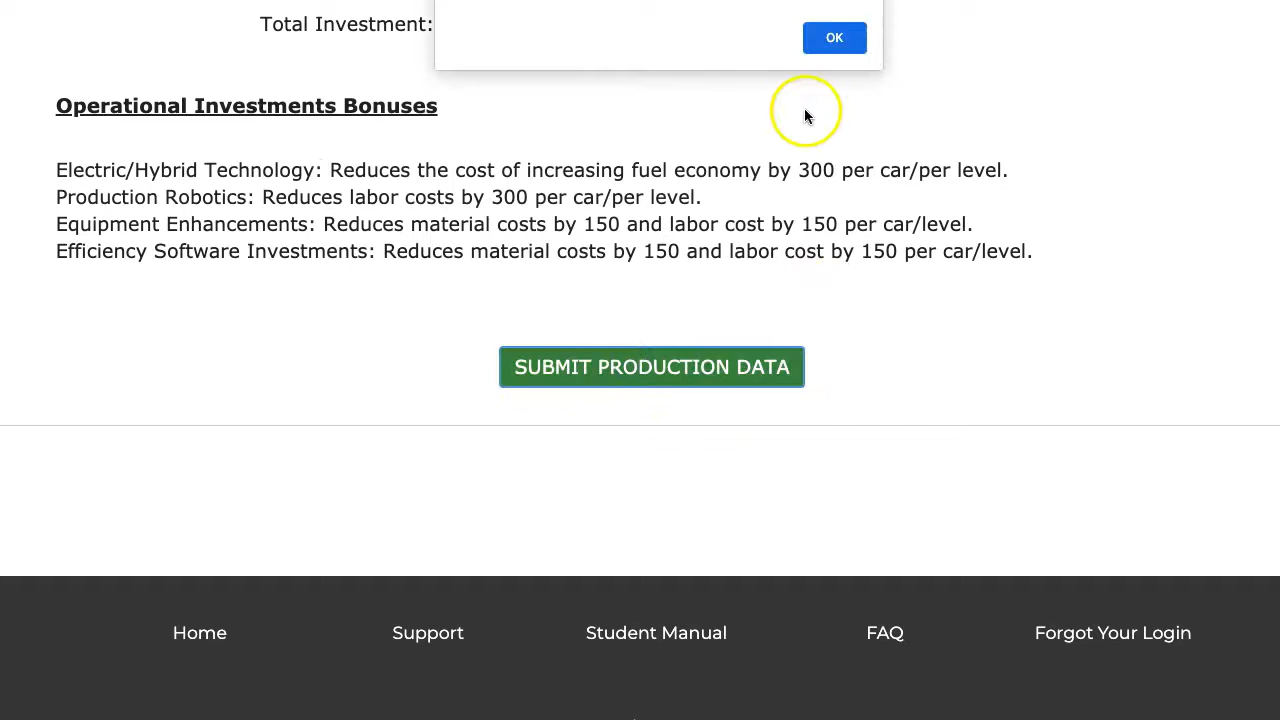 Total Investment:
OK
Operational Investments Bonuses
Electric/Hybrid Technology: Reduces the cost of increasing fuel economy by 300 per car/per level.
Production Robotics: Reduces labor costs by 300 per car/per level.
Equipment Enhancements: Reduces material costs by 150 and labor cost by 150 per car/level.
Efficiency Software Investments: Reduces material costs by 150 and labor cost by 150 per car/level.
SUBMIT PRODUCTION DATA
Home Support Student Manual FAQ Forgot Your Login